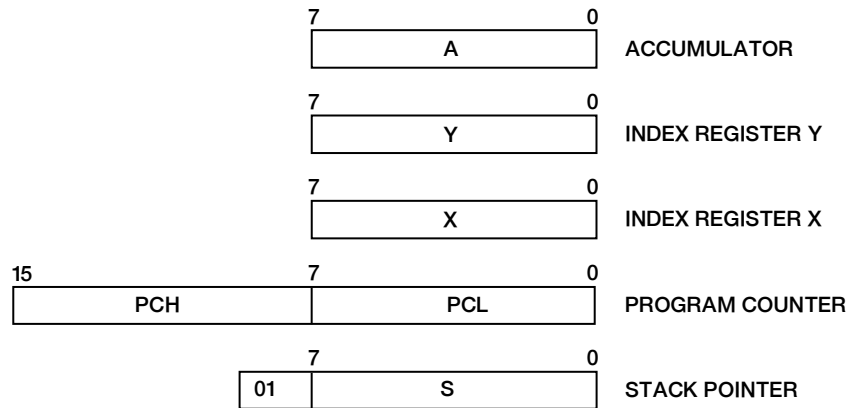 7 0
A ACCUMULATOR
7 0
Y INDEX REGISTER Y
7 0
X INDEX REGISTER X
15 7 0
PCH PCL PROGRAM COUNTER
7 0
01 S STACK POINTER